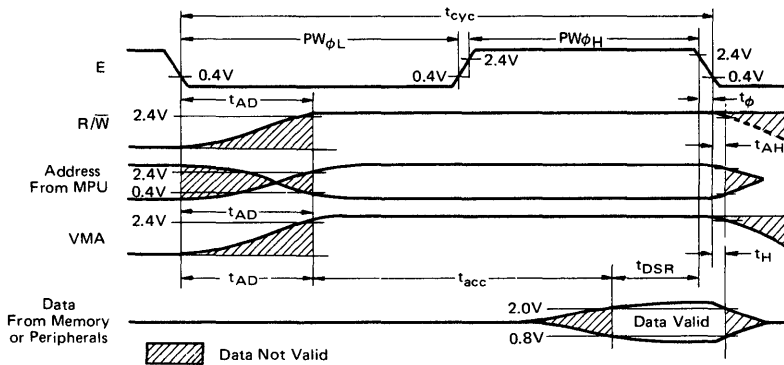 tcyc
PWφL
PWφH
E
0.4V
0.4V
2.4V
2.4V
0.4V
tAD
tφ
R/W̅
2.4V
tAH
Address
From MPU
2.4V
0.4V
tAD
VMA
2.4V
tH
tAD
tacc
tDSR
Data
From Memory
or Peripherals
2.0V
0.8V
Data Valid
Data Not Valid